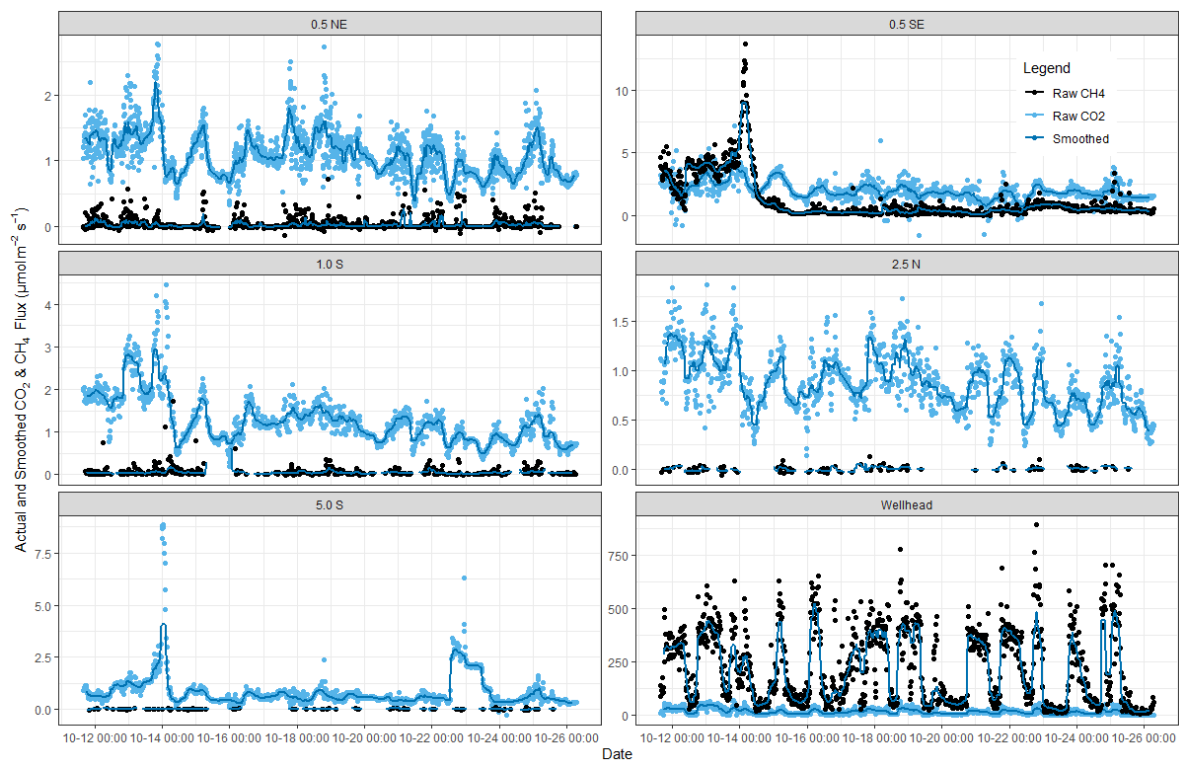 0.5 NE
0.5 SE
2
1
0
10
5
0
Legend
Raw CH4
Raw CO2
Smoothed
1.0 S
2.5 N
4
3
2
1
0
1.5
1.0
0.5
0.0
5.0 S
Wellhead
7.5
5.0
2.5
0.0
750
500
250
0
10-12 00:00 10-14 00:00 10-16 00:00 10-18 00:00 10-20 00:00 10-22 00:00 10-24 00:00 10-26 00:00
10-12 00:00 10-14 00:00 10-16 00:00 10-18 00:00 10-20 00:00 10-22 00:00 10-24 00:00 10-26 00:00
Date
Actual and Smoothed CO₂ & CH₄ Flux (μmol m⁻² s⁻¹)